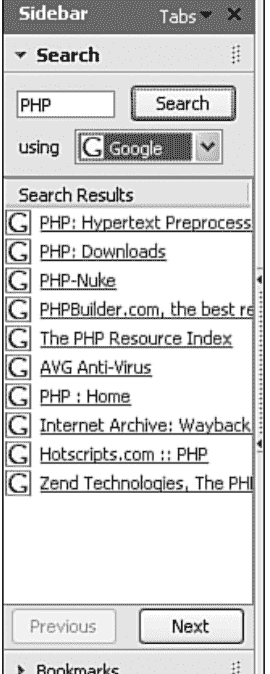 Sidebar Tabs
Search
PHP Search
using G Google
Search Results
G PHP: Hypertext Preprocess
G PHP: Downloads
G PHP-Nuke
G PHPBuilder.com, the best re
G The PHP Resource Index
G AVG Anti-Virus
G PHP : Home
G Internet Archive: Wayback
G Hotscripts.com :: PHP
G Zend Technologies, The PH
Previous Next
Bookmarks